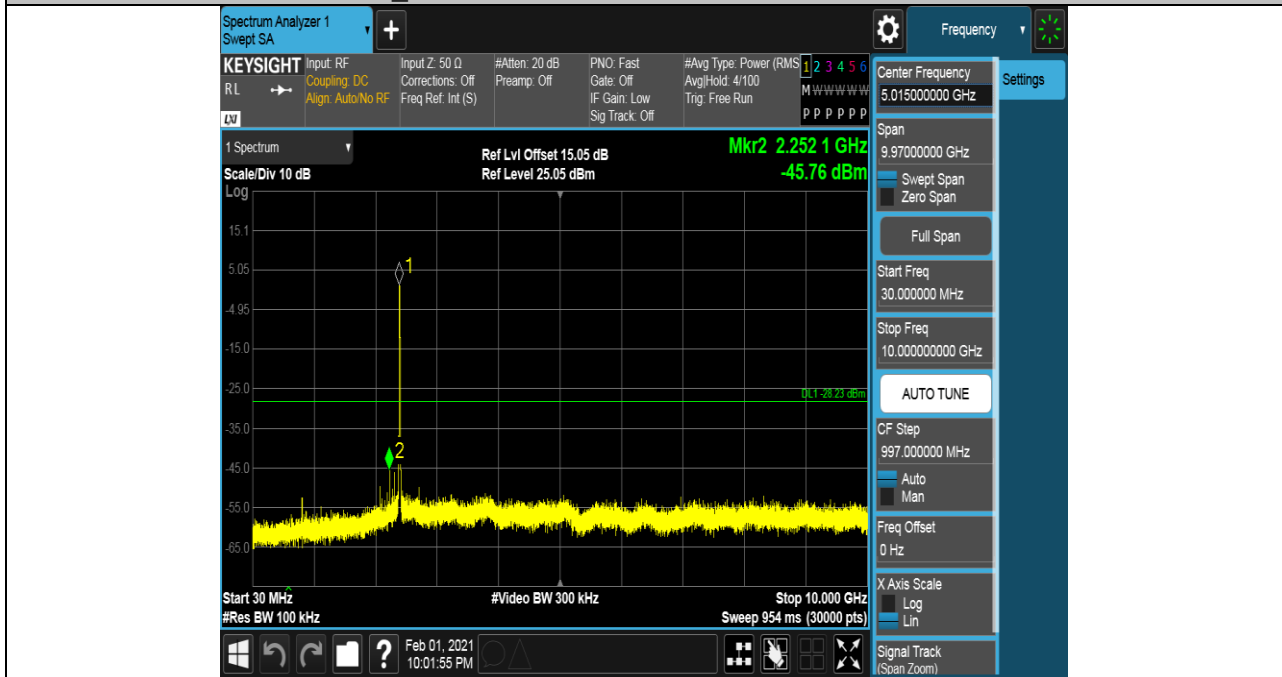 Spectrum Analyzer 1
Swept SA
+
Frequency
KEYSIGHT
RL
LXI
Input: RF
Coupling: DC
Align: Auto/No RF
Input Z: 50 Ω
Corrections: Off
Freq Ref: Int (S)
#Atten: 20 dB
Preamp: Off
PNO: Fast
Gate: Off
IF Gain: Low
Sig Track: Off
#Avg Type: Power (RMS
Avg|Hold: 4/100
Trig: Free Run
1 2 3 4 5 6
M W W W W W
P P P P P P
1 Spectrum
Scale/Div 10 dB
Ref Lvl Offset 15.05 dB
Ref Level 25.05 dBm
Mkr2 2.252 1 GHz
-45.76 dBm
Log
15.1
5.05
-4.95
-15.0
-25.0
-35.0
-45.0
-55.0
-65.0
1
2
DL1 -28.23 dBm
Start 30 MHz
#Res BW 100 kHz
#Video BW 300 kHz
Stop 10.000 GHz
Sweep 954 ms (30000 pts)
?
Feb 01, 2021
10:01:55 PM
Center Frequency
5.015000000 GHz
Settings
Span
9.97000000 GHz
Swept Span
Zero Span
Full Span
Start Freq
30.000000 MHz
Stop Freq
10.000000000 GHz
AUTO TUNE
CF Step
997.000000 MHz
Auto
Man
Freq Offset
0 Hz
X Axis Scale
Log
Lin
Signal Track
(Span Zoom)